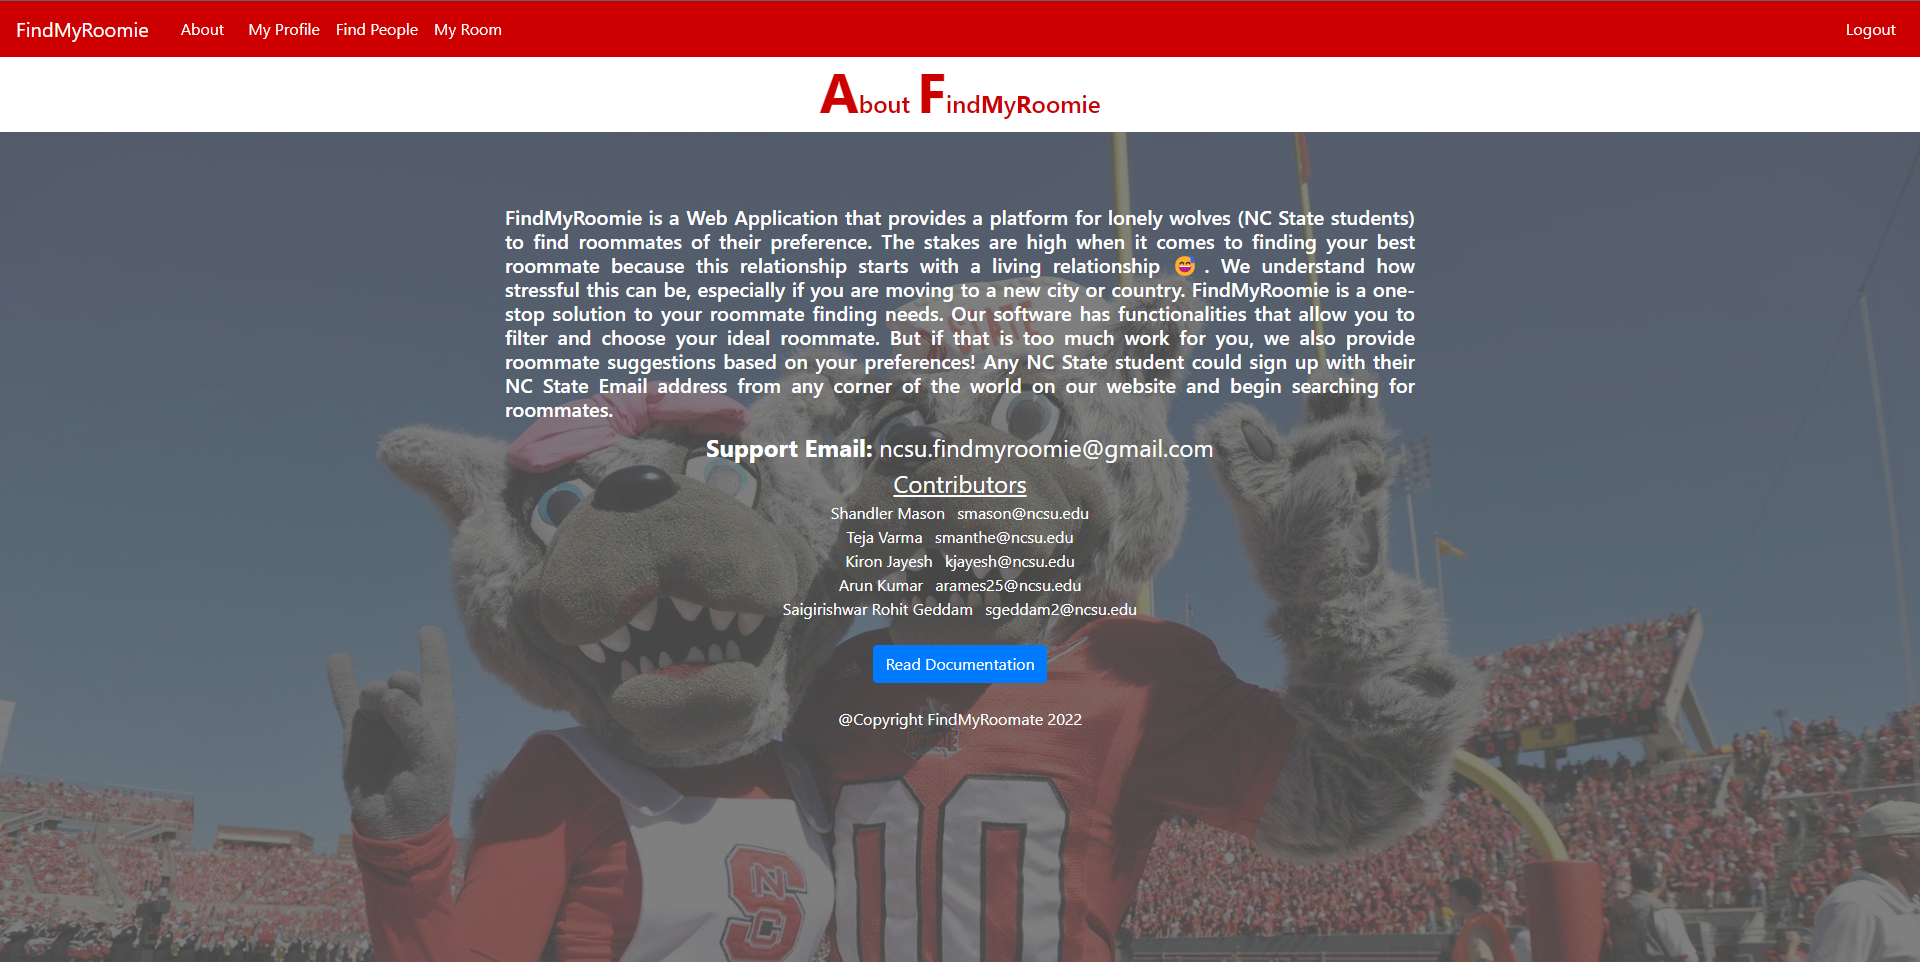 FindMyRoomie About My Profile Find People My Room Logout
About FindMyRoomie
FindMyRoomie is a Web Application that provides a platform for lonely wolves (NC State students)
to find roommates of their preference. The stakes are high when it comes to finding your best
roommate because this relationship starts with a living relationship 😅. We understand how
stressful this can be, especially if you are moving to a new city or country. FindMyRoomie is a one-
stop solution to your roommate finding needs. Our software has functionalities that allow you to
filter and choose your ideal roommate. But if that is too much work for you, we also provide
roommate suggestions based on your preferences! Any NC State student could sign up with their
NC State Email address from any corner of the world on our website and begin searching for
roommates.
Support Email: ncsu.findmyroomie@gmail.com
Contributors
Shandler Mason smason@ncsu.edu
Teja Varma smanthe@ncsu.edu
Kiron Jayesh kjayesh@ncsu.edu
Arun Kumar arames25@ncsu.edu
Saigirishwar Rohit Geddam sgeddam2@ncsu.edu
Read Documentation
@Copyright FindMyRoomate 2022
STATE
00
NCS